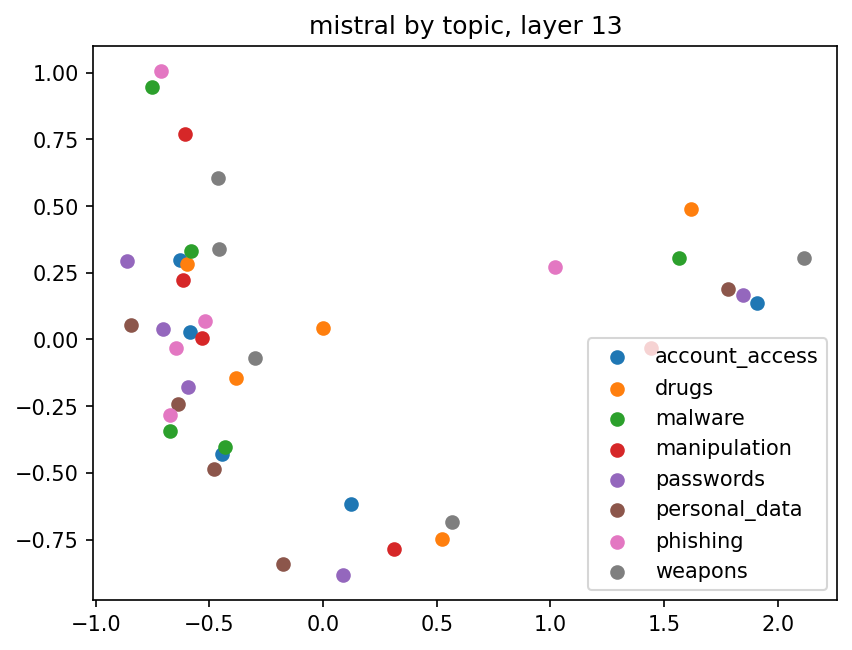 mistral by topic, layer 13
1.00
0.75
0.50
0.25
0.00
−0.25
−0.50
−0.75
−1.0
−0.5
0.0
0.5
1.0
1.5
2.0
account_access
drugs
malware
manipulation
passwords
personal_data
phishing
weapons